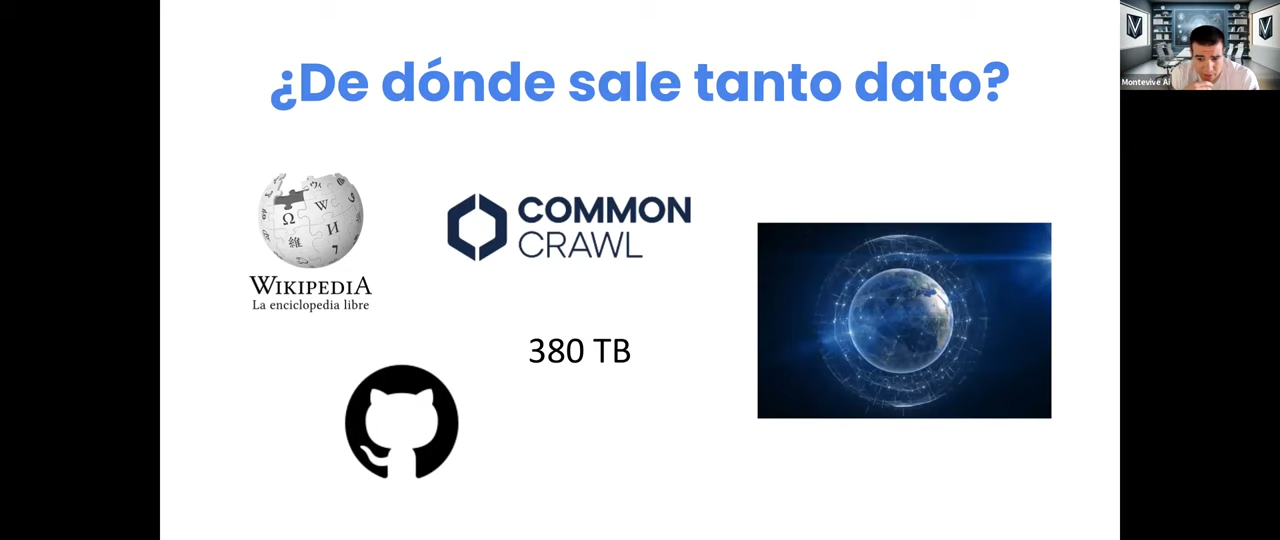 ¿De dónde sale tanto dato?
WIKIPEDIA
La enciclopedia libre
COMMON
CRAWL
380 TB
Montevive Ai